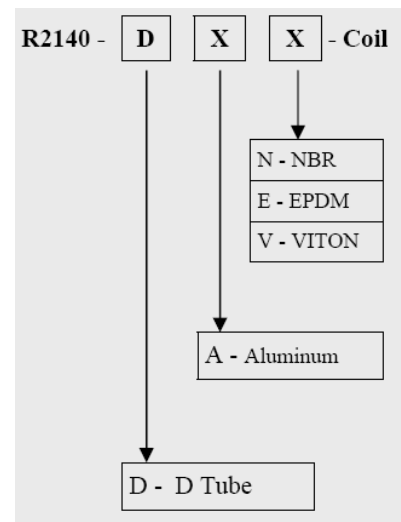 R2140 - D X X - Coil
N - NBR
E - EPDM
V - VITON
A - Aluminum
D - D Tube